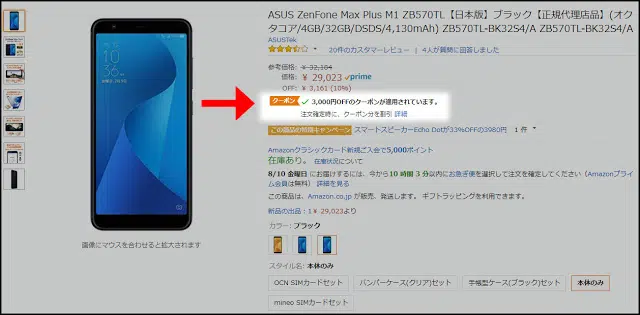 ASUS ZenFone Max Plus M1 ZB570TL【日本版】ブラック【正規代理店品】(オク
タコア/4GB/32GB/DSDS/4,130mAh) ZB570TL-BK32S4/A ZB570TL-BK32S4/A
ASUSTek
20件のカスタマーレビュー | 4人が質問に回答しました
参考価格: ¥ 32,184
価格: ¥ 29,023 prime
OFF: ¥ 3,161 (10%)
クーポン 3,000円OFFのクーポンが適用されています。
注文確定時に、クーポン分を割引 詳細
この商品の特別キャンペーン スマートスピーカーEcho Dotが33%OFFの3980円 1 件
Amazonクラシックカード新規ご入会で5,000ポイント
在庫あり。 在庫状況について
8/10 金曜日 にお届けするには、今から10 時間 3 分以内にお急ぎ便を選択して注文を確定してください（Amazonプライ
ム会員は無料） 詳細を見る
この商品は、Amazon.co.jp が販売、発送します。 ギフトラッピングを利用できます。
新品の出品：1¥ 29,023より
カラー: ブラック
画像にマウスを合わせると拡大されます
スタイル名: 本体のみ
OCN SIMカードセット バンパーケース(クリア)セット 手帳型ケース(ブラック)セット 本体のみ
mineo SIMカードセット